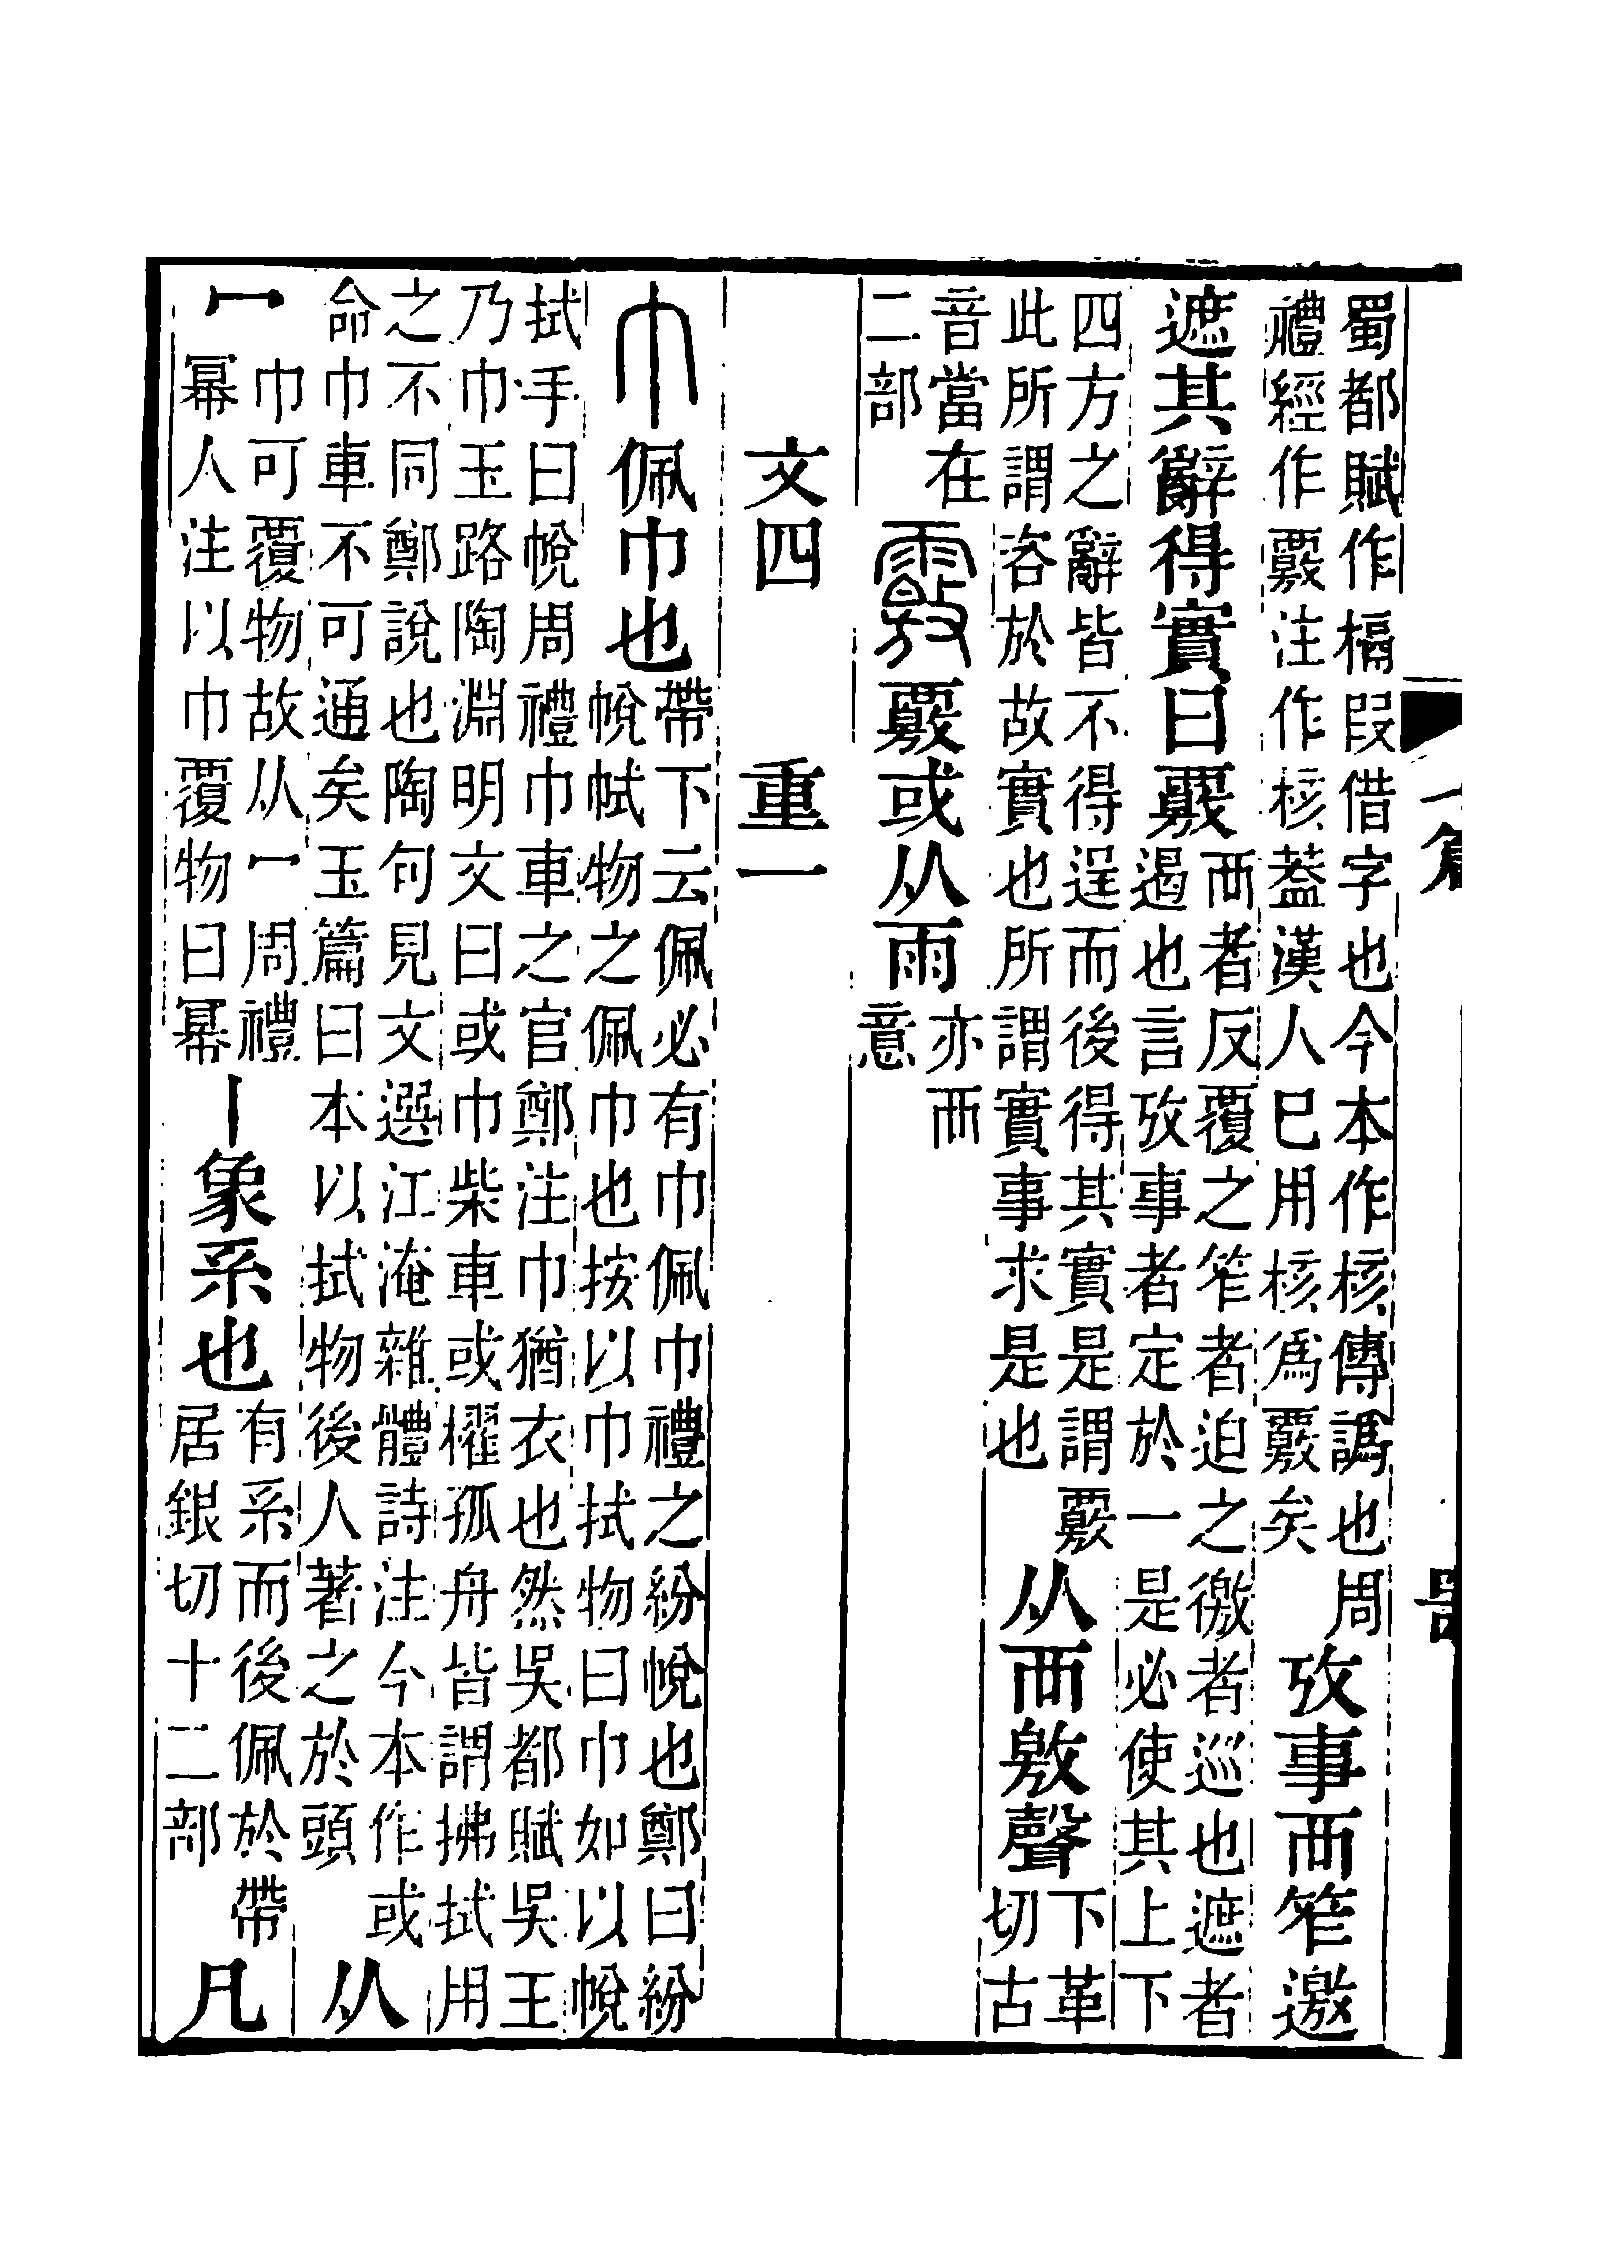 蜀都賦作槅叚借字也今本作核傳譌也周
禮經作覈注作核葢漢人已用核爲覈矣
攷事襾笮邀
遮其辭得實曰覈
襾者反覆之笮者迫之徼者巡也遮者
遏也言攷事者定於一是必使其上下
四方之辭皆不得逞而後得其實是謂覈
此所謂咨於故實也所謂實事求是也
从襾敫聲
下革
切古
音當在
二部
覈覈或从雨
亦襾
意
文四 重一
巾佩巾也
帶下云佩必有巾佩巾禮之紛帨也鄭曰紛
帨㡇物之佩巾也按以巾拭物曰巾如以帨
拭手曰帨周禮巾車之官鄭注巾猶衣也然吳都賦吳王
乃巾玉路陶淵明文曰或巾柴車或櫂孤舟皆謂拂拭用
之不同鄭說也陶句見文選江淹雜體詩注今本作或
命巾車不可通矣玉篇曰本以拭物後人著之於頭
从
冖
巾可覆物故从冖周禮
冪人注以巾覆物曰冪
丨象系也
有系而後佩於帶
居銀切十二部
凡